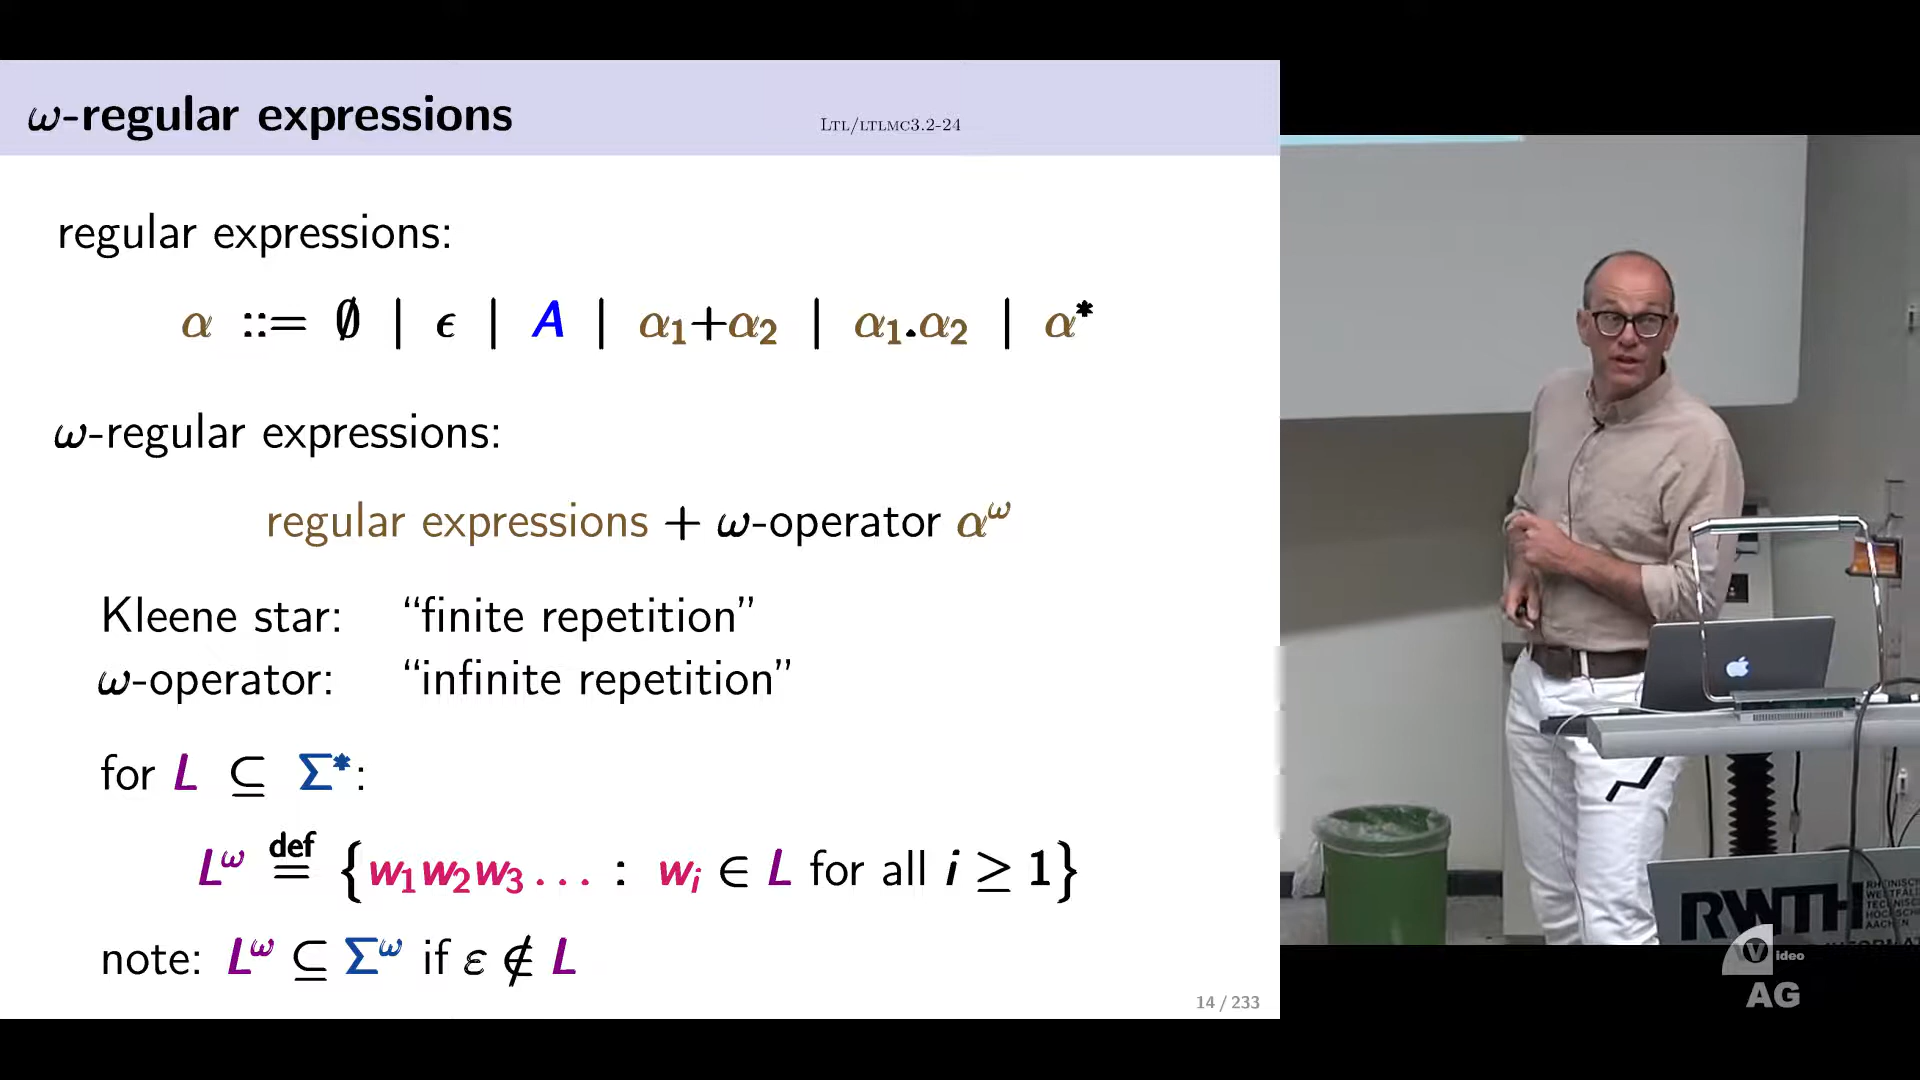 ω-regular expressions
LTL/LTLMC3.2-24
regular expressions:
α ::= ∅ | ϵ | A | α₁+α₂ | α₁.α₂ | α*
ω-regular expressions:
regular expressions + ω-operator α^ω
Kleene star: “finite repetition”
ω-operator: “infinite repetition”
for L ⊆ Σ*:
L^ω def= {w₁w₂w₃... : wᵢ ∈ L for all i ≥ 1}
note: L^ω ⊆ Σ^ω if ε ∉ L
14 / 233
RWTH
Video
AG